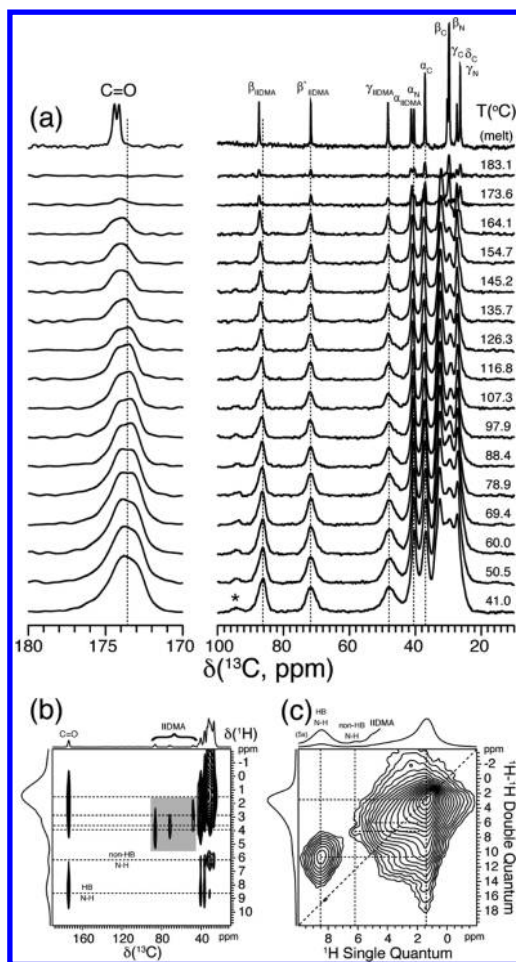 (a)
C=O
β_IIDMA
β*_IIDMA
γ_IIDMA
α_IIDMA
α_N
α_C
β_C
β_N
γ_C δ_C
γ_N
T(°C)
(melt)
183.1
173.6
164.1
154.7
145.2
135.7
126.3
116.8
107.3
97.9
88.4
78.9
69.4
60.0
50.5
41.0
*
180 175 170
100 80 60 40 20
δ(¹³C, ppm)
(b)
C=O
IIDMA
δ(¹H)
ppm
-1
0
1
2
3
4
5
6
7
8
9
10
non-HB
N-H
HB
N-H
160 120 80 40 ppm
δ(¹³C)
(c)
(5x)
HB
N-H
non-HB
N-H
IIDMA
ppm
0
2
4
6
8
10
12
14
16
18
¹H-¹H Double Quantum
8 6 4 2 0 ppm
¹H Single Quantum